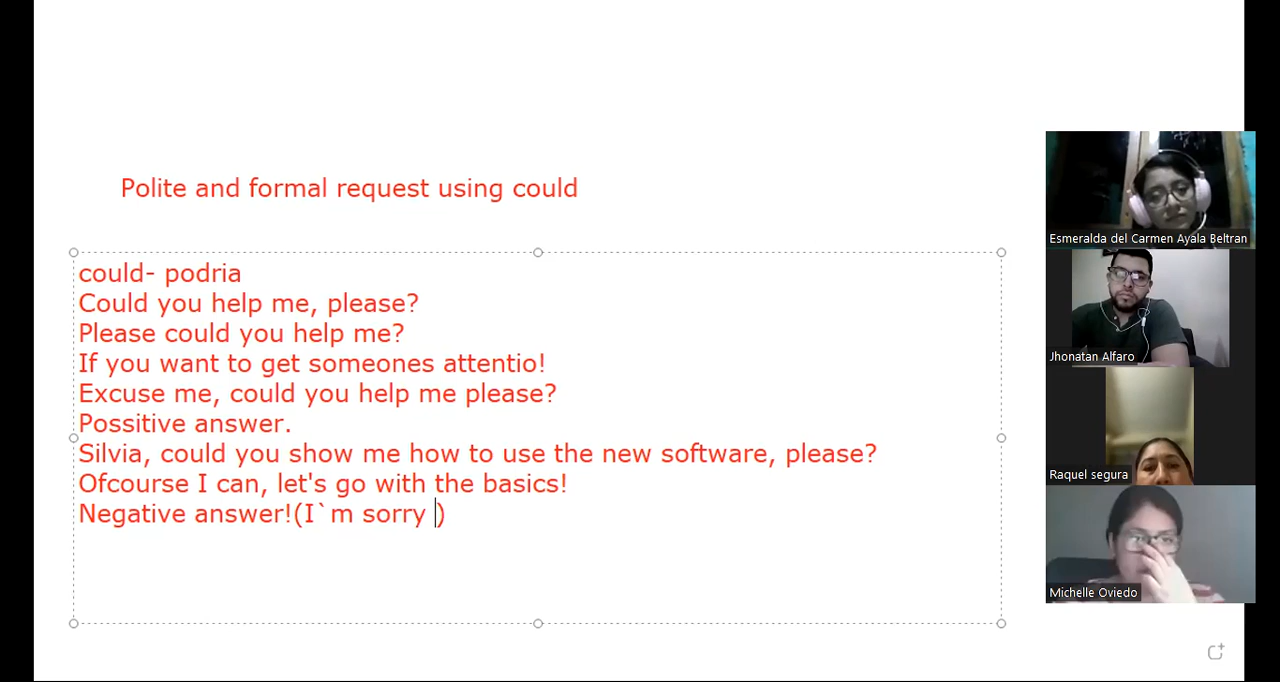 Polite and formal request using could
could- podria
Could you help me, please?
Please could you help me?
If you want to get someones attentio!
Excuse me, could you help me please?
Possitive answer.
Silvia, could you show me how to use the new software, please?
Ofcourse I can, let's go with the basics!
Negative answer!(I`m sorry )
Esmeralda del Carmen Ayala Beltran
Jhonatan Alfaro
Raquel segura
Michelle Oviedo